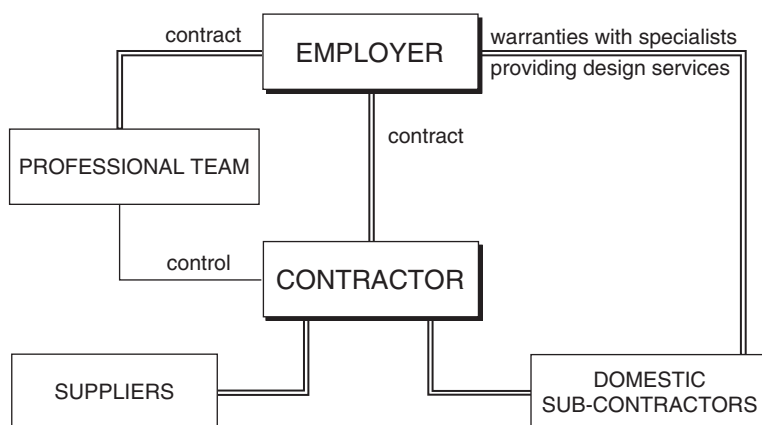 contract
EMPLOYER
warranties with specialists
providing design services
contract
PROFESSIONAL TEAM
control
CONTRACTOR
SUPPLIERS
DOMESTIC
SUB-CONTRACTORS